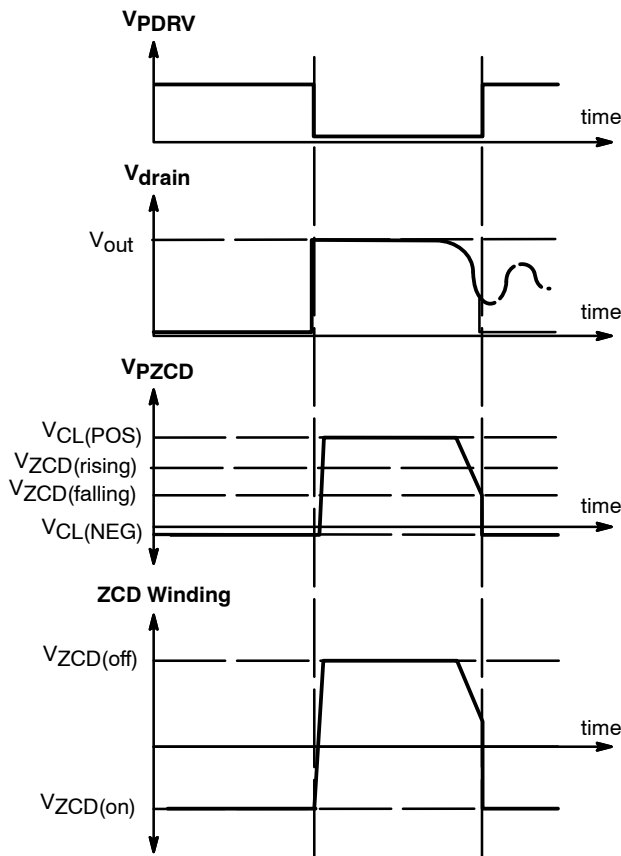 VPDRV
time
Vdrain
Vout
time
VPZCD
VCL(POS)
VZCD(rising)
VZCD(falling)
time
VCL(NEG)
ZCD Winding
VZCD(off)
time
VZCD(on)